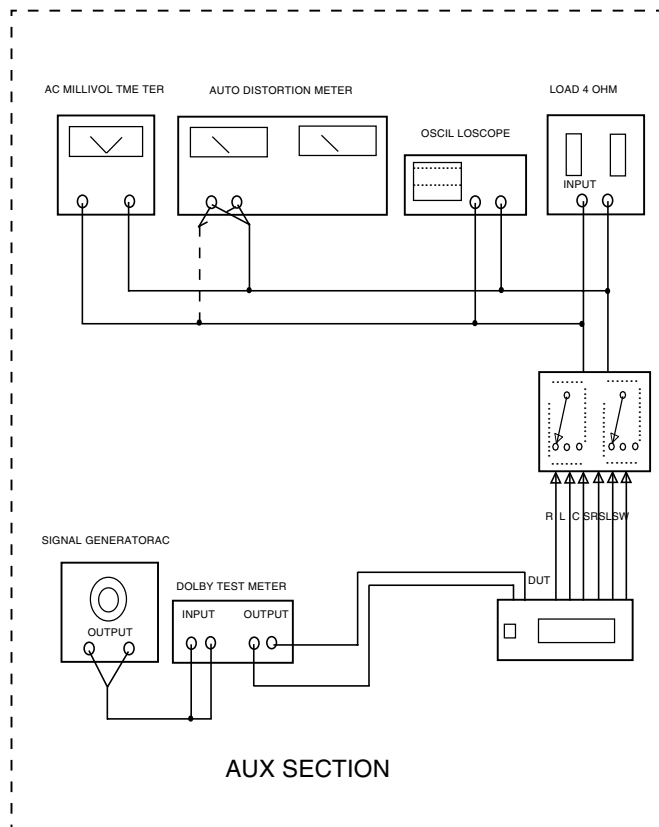 AC MILLIVOL TME TER
AUTO DISTORTION METER
OSCIL LOSCOPE
LOAD 4 OHM
INPUT
R L C SRSLSW
SIGNAL GENERATORAC
OUTPUT
DOLBY TEST METER
INPUT OUTPUT
DUT
AUX SECTION